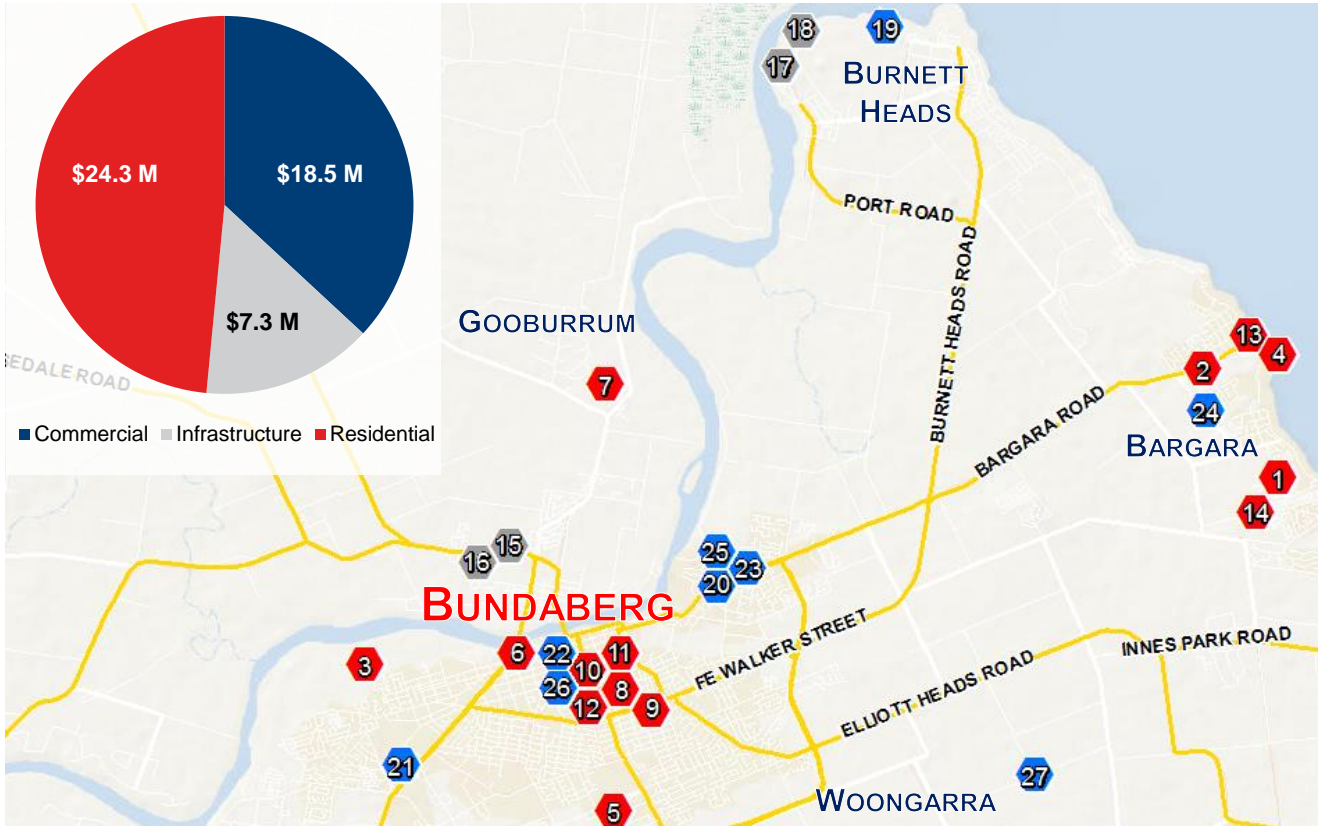 $24.3 M
$18.5 M
$7.3 M
Commercial Infrastructure Residential
18
19
17
BURNETT
HEADS
PORT ROAD
BURNETT HEADS ROAD
GOOBURRUM
EDALE ROAD
7
13
4
2
24
BARGARA ROAD
BARGARA
1
14
15
16
25
23
20
BUNDABERG
3
6
22
10
11
26
8
12
9
FE WALKER STREET
ELLIOTT HEADS ROAD
INNES PARK ROAD
21
27
5
WOONGARRA